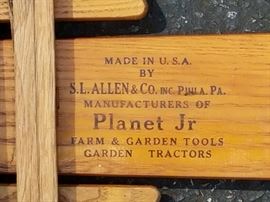 MADE IN U.S.A.
BY
S.L. ALLEN & CO. INC. PHILA. PA.
MANUFACTURERS OF
Planet Jr
FARM & GARDEN TOOLS
GARDEN TRACTORS